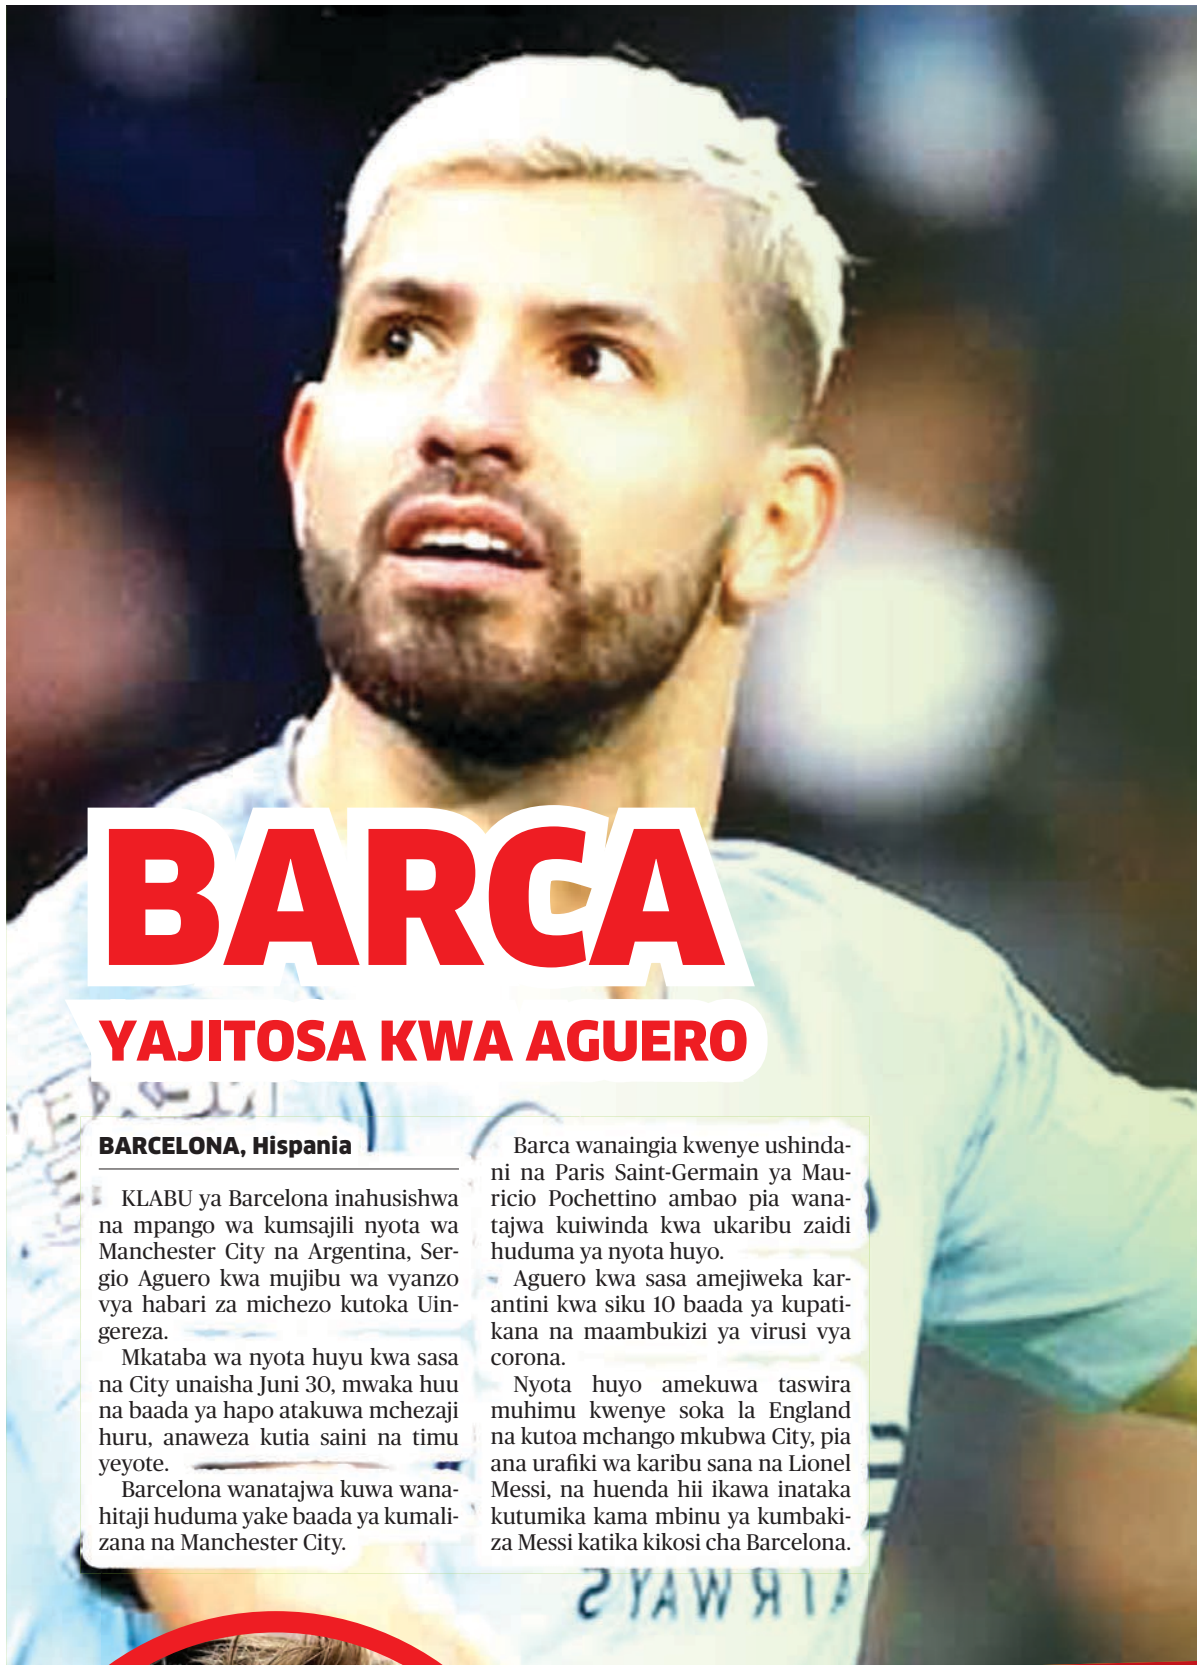 BARCA
YAJITOSA KWA AGUERO
BARCELONA, Hispania
KLABU ya Barcelona inahusishwa
na mpango wa kumsajili nyota wa
Manchester City na Argentina, Ser-
gio Aguero kwa mujibu wa vyanzo
vya habari za michezo kutoka Uin-
gereza.
Mkataba wa nyota huyu kwa sasa
na City unaisha Juni 30, mwaka huu
na baada ya hapo atakuwa mchezaji
huru, anaweza kutia saini na timu
yeyote.
Barcelona wanatajwa kuwa wana-
hitaji huduma yake baada ya kumali-
zana na Manchester City.
Barca wanaingia kwenye ushinda-
ni na Paris Saint-Germain ya Mau-
ricio Pochettino ambao pia wana-
tajwa kuiwinda kwa ukaribu zaidi
huduma ya nyota huyo.
Aguero kwa sasa amejiweka kar-
antini kwa siku 10 baada ya kupati-
kana na maambukizi ya virusi vya
corona.
Nyota huyo amekuwa taswira
muhimu kwenye soka la England
na kutoa mchango mkubwa City, pia
ana urafiki wa karibu sana na Lionel
Messi, na huenda hii ikawa inataka
kutumika kama mbinu ya kumbaki-
za Messi katika kikosi cha Barcelona.
AIRWAYS